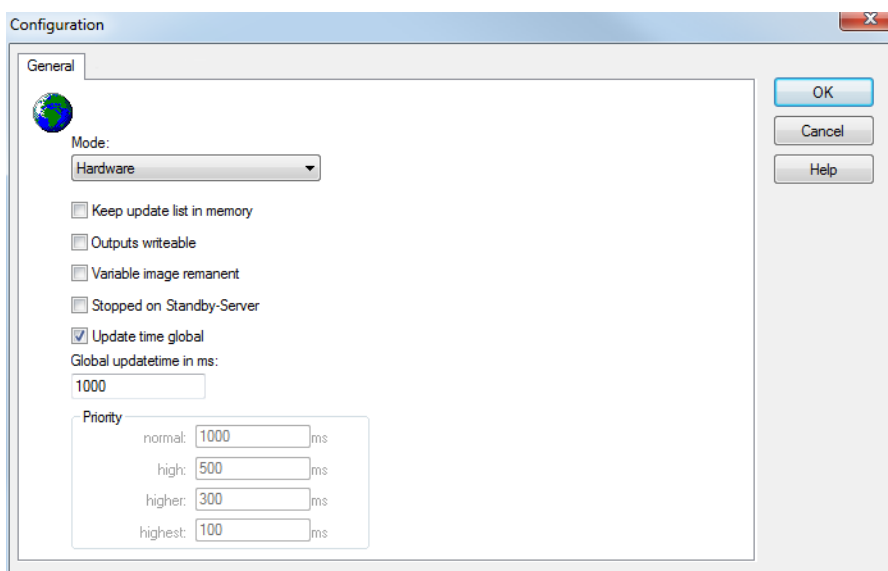 Configuration
General
OK
Cancel
Help
Mode:
Hardware
Keep update list in memory
Outputs writeable
Variable image remanent
Stopped on Standby-Server
Update time global
Global updatetime in ms:
1000
Priority
normal: 1000 ms
high: 500 ms
higher: 300 ms
highest: 100 ms